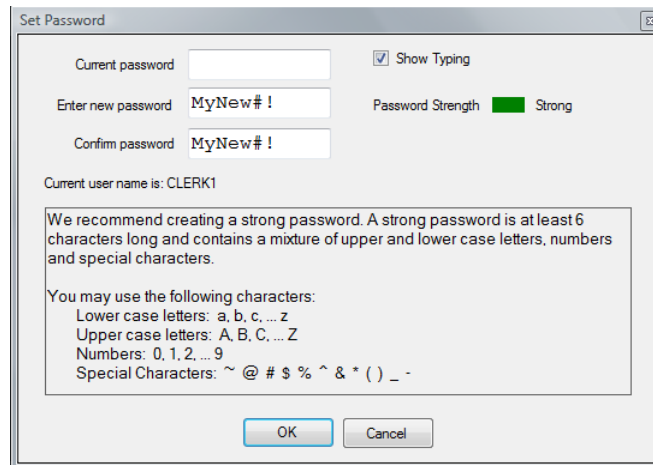 Set Password
Current password
Show Typing
Enter new password MyNew#!
Password Strength Strong
Confirm password MyNew#!
Current user name is: CLERK1
We recommend creating a strong password. A strong password is at least 6
characters long and contains a mixture of upper and lower case letters, numbers
and special characters.
You may use the following characters:
Lower case letters: a, b, c, ... z
Upper case letters: A, B, C, ... Z
Numbers: 0, 1, 2, ... 9
Special Characters: ~ @ # $ % ^ & * ( ) _ -
OK Cancel